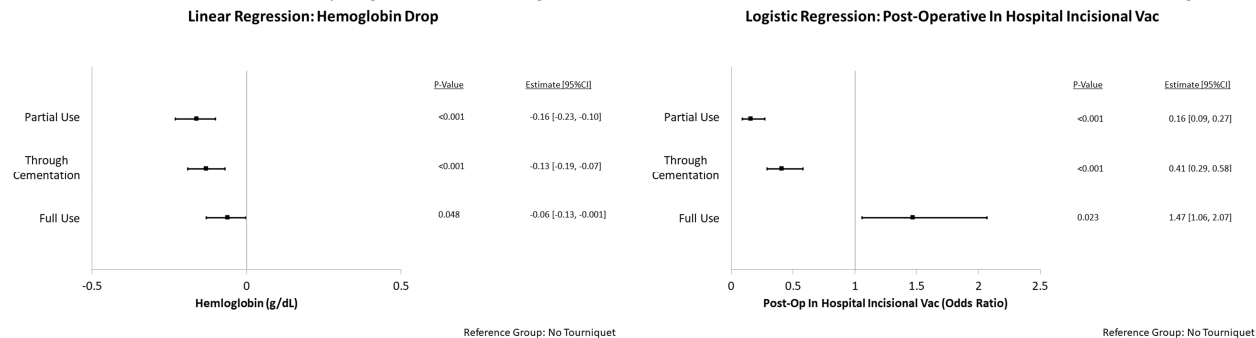 Linear Regression: Hemoglobin Drop
P-Value Estimate [95%CI]
Partial Use <0.001 -0.16 [-0.23, -0.10]
Through
Cementation <0.001 -0.13 [-0.19, -0.07]
Full Use 0.048 -0.06 [-0.13, -0.001]
-0.5 0 0.5
Hemloglobin (g/dL)
Reference Group: No Tourniquet
Logistic Regression: Post-Operative In Hospital Incisional Vac
P-Value Estimate [95%CI]
Partial Use <0.001 0.16 [0.09, 0.27]
Through
Cementation <0.001 0.41 [0.29, 0.58]
Full Use 0.023 1.47 [1.06, 2.07]
0 0.5 1 1.5 2 2.5
Post-Op In Hospital Incisional Vac (Odds Ratio)
Reference Group: No Tourniquet